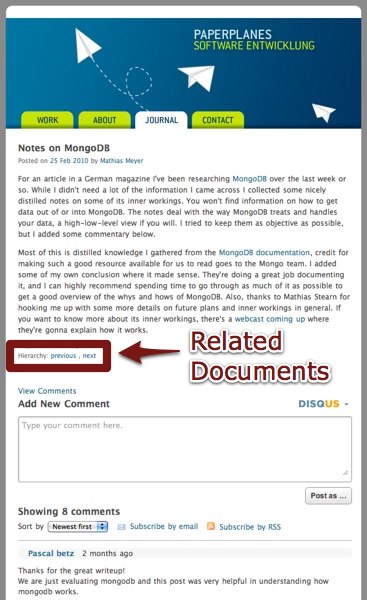 PAPERPLANES
SOFTWARE ENTWICKLUNG
WORK ABOUT JOURNAL CONTACT
Notes on MongoDB
Posted on 25 Feb 2010 by Mathias Meyer
For an article in a German magazine I've been researching MongoDB over the last week or
so. While I didn't need a lot of the information I came across I collected some nicely
distilled notes on some of its inner workings. You won't find information on how to get
data out of or into MongoDB. The notes deal with the way MongoDB treats and handles
your data, a high-low-level view if you will. I tried to keep them as objective as possible,
but I added some commentary below.
Most of this is distilled knowledge I gathered from the MongoDB documentation, credit for
making such a good resource available for us to read goes to the Mongo team. I added
some of my own conclusion where it made sense. They're doing a great job documenting
it, and I can highly recommend spending time to go through as much of it as possible to
get a good overview of the whys and hows of MongoDB. Also, thanks to Mathias Stearn for
hooking me up with some more details on future plans and inner workings in general. If
you want to know more about its inner workings, there's a webcast coming up where
they're gonna explain how it works.
Hierarchy: previous , next
Related
Documents
View Comments
Add New Comment DISQUS
Type your comment here.
Post as ...
Showing 8 comments
Sort by Newest first Subscribe by email Subscribe by RSS
Pascal betz 2 months ago
Thanks for the great writeup!
We are just evaluating mongodb and this post was very helpful in understanding how
mongodb works.